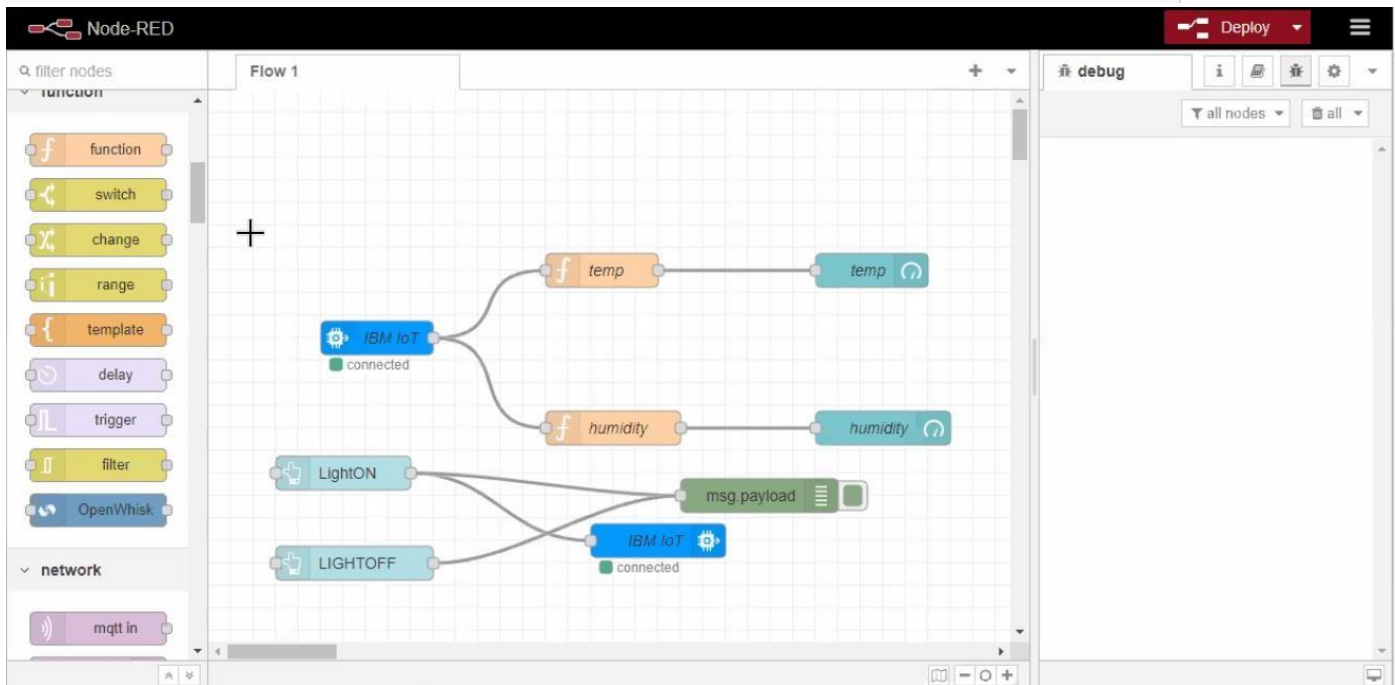 Node-RED
Deploy
filter nodes
Flow 1
debug
i
all nodes
all
function
function
switch
change
range
template
delay
trigger
filter
OpenWhisk
network
mqtt in
temp
temp
IBM IoT
connected
humidity
humidity
LightON
msg.payload
IBM IoT
connected
LIGHTOFF